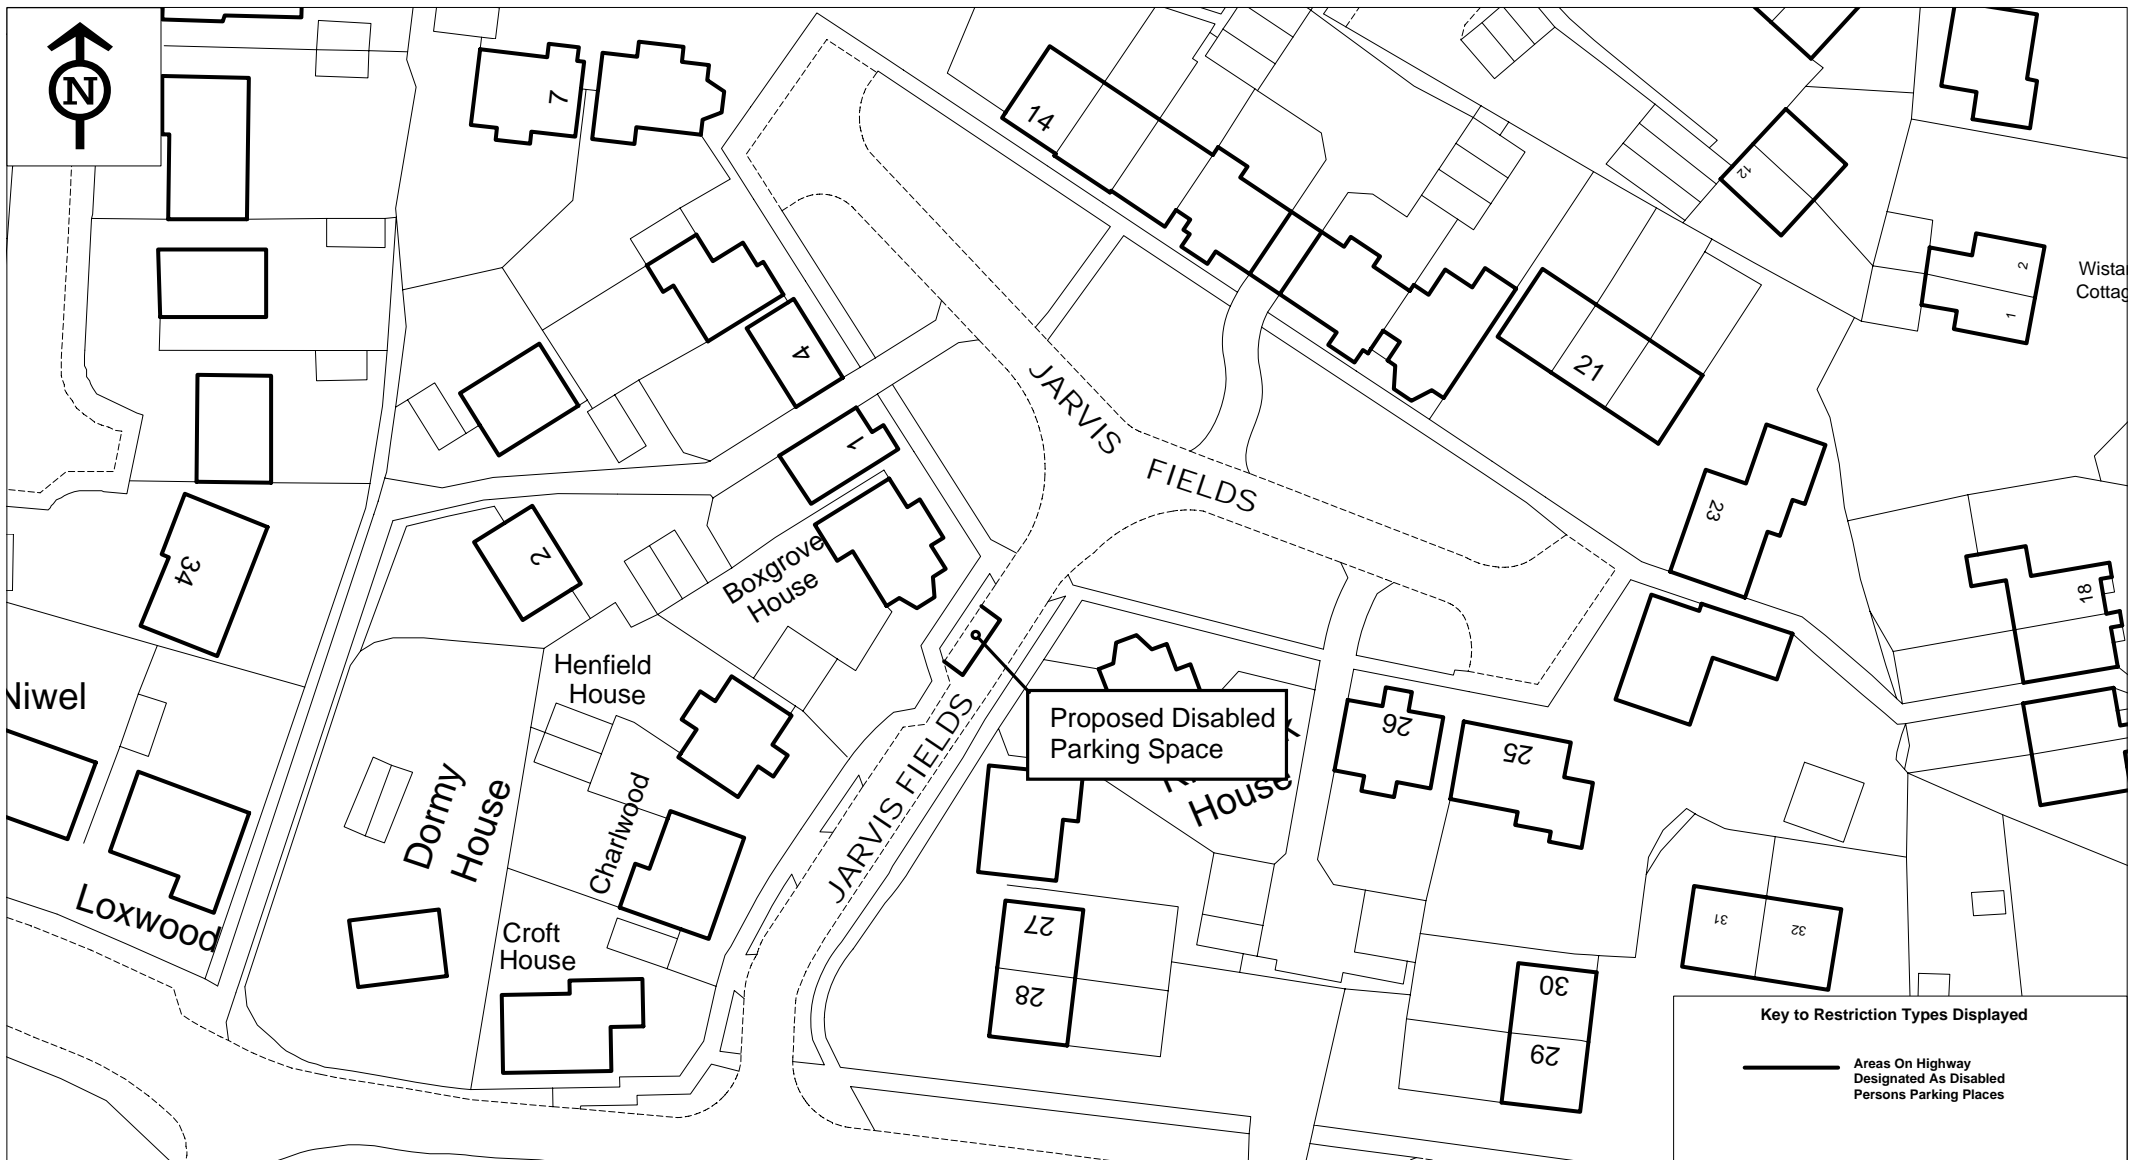 N
7
14
12
2
1
Wista
Cottag
4
21
JARVIS
FIELDS
1
23
34
2
Boxgrove
House
18
Henfield
House
Niwel
Proposed Disabled
Parking Space
26
25
House
Dormy
House
Charlwood
JARVIS FIELDS
Loxwood
Croft
House
27
28
31
32
30
29
Key to Restriction Types Displayed
Areas On Highway
Designated As Disabled
Persons Parking Places